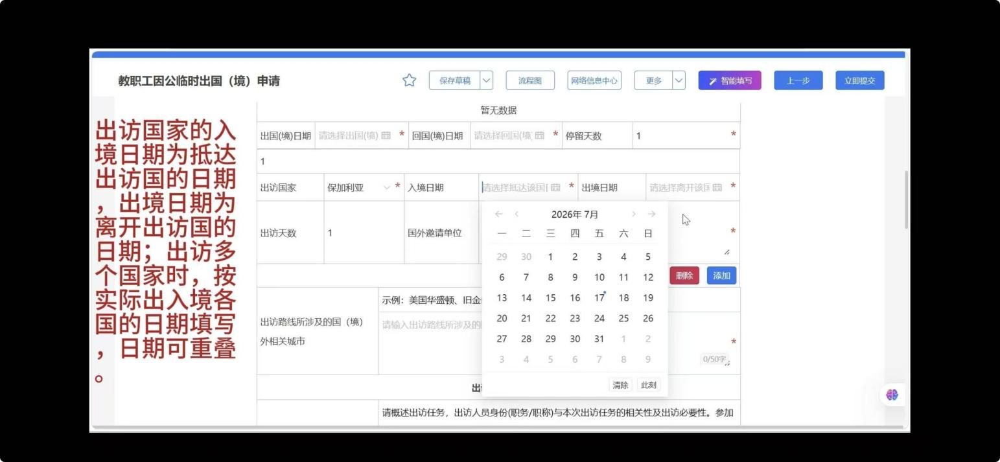 教职工因公临时出国（境）申请
保存草稿
流程图
网络信息中心
更多
智能填写
上一步
立即提交
暂无数据
出国(境)日期 请选择出国(境) * 回国(境)日期 请选择回国(境) * 停留天数 1 *
1
出访国家 保加利亚 * 入境日期 请选择抵达该国 * 出境日期 请选择离开该国 *
出访天数 1 国外邀请单位 *
删除 添加
示例：美国华盛顿、旧金
出访路线所涉及的国（境）
外相关城市
请输入出访路线所涉及的
*
0/50字
请概述出访任务，出访人员身份(职务/职称)与本次出访任务的相关性及出访必要性。参加
2026年 7月
一 二 三 四 五 六 日
29 30 1 2 3 4 5
6 7 8 9 10 11 12
13 14 15 16 17 18 19
20 21 22 23 24 25 26
27 28 29 30 31 1 2
3 4 5 6 7 8 9
清除 此刻
出访国家的入
境日期为抵达
出访国的日期
，出境日期为
离开出访国的
日期；出访多
个国家时，按
实际出入境各
国的日期填写
，日期可重叠
。